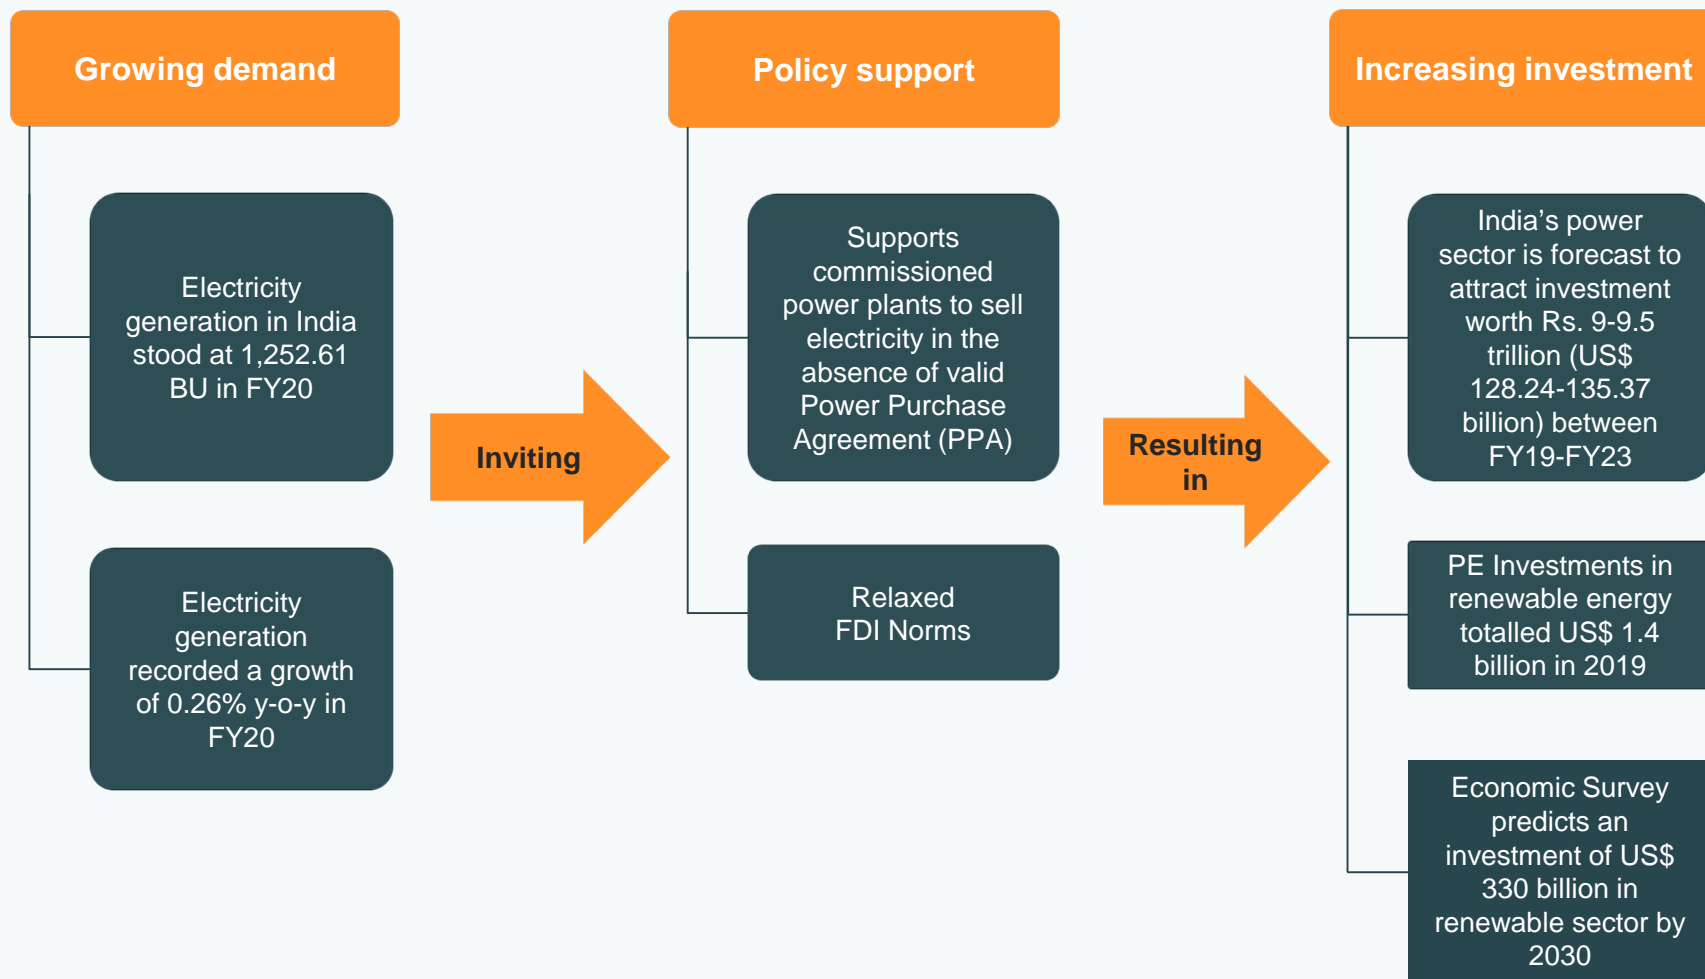 Growing demand
Electricity
generation in India
stood at 1,252.61
BU in FY20
Electricity
generation
recorded a growth
of 0.26% y-o-y in
FY20
Inviting
Policy support
Supports
commissioned
power plants to sell
electricity in the
absence of valid
Power Purchase
Agreement (PPA)
Relaxed
FDI Norms
Resulting
in
Increasing investment
India’s power
sector is forecast to
attract investment
worth Rs. 9-9.5
trillion (US$
128.24-135.37
billion) between
FY19-FY23
PE Investments in
renewable energy
totalled US$ 1.4
billion in 2019
Economic Survey
predicts an
investment of US$
330 billion in
renewable sector by
2030